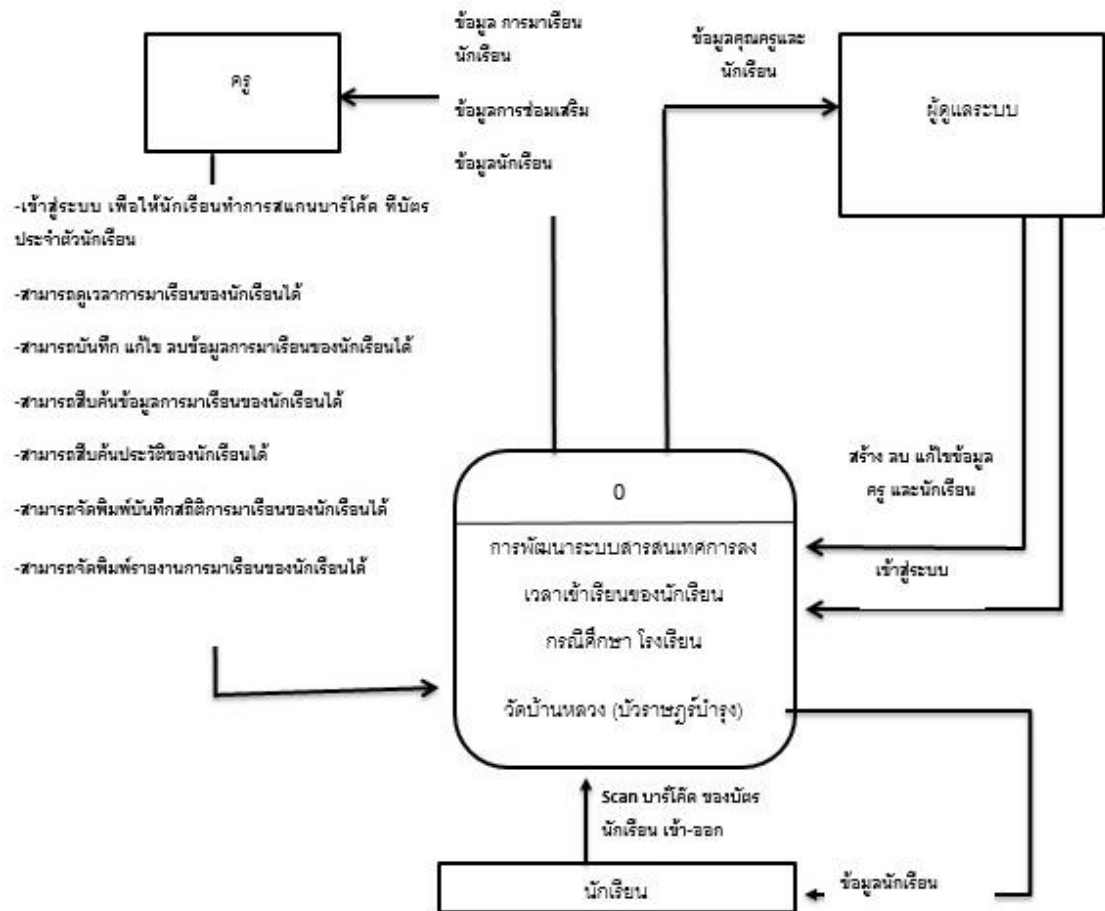 ครู
ข้อมูล การมาเรียน
นักเรียน
ข้อมูลการซ่อมเสริม
ข้อมูลนักเรียน
ข้อมูลคุณครูและ
นักเรียน
ผู้ดูแลระบบ
-เข้าสู่ระบบ เพื่อให้นักเรียนทำการสแกนบาร์โค้ด ที่บัตร
ประจำตัวนักเรียน
-สามารถดูเวลาการมาเรียนของนักเรียนได้
-สามารถบันทึก แก้ไข ลบข้อมูลการมาเรียนของนักเรียนได้
-สามารถสืบค้นข้อมูลการมาเรียนของนักเรียนได้
-สามารถสืบค้นประวัติของนักเรียนได้
-สามารถจัดพิมพ์บันทึกสถิติการมาเรียนของนักเรียนได้
-สามารถจัดพิมพ์รายงานการมาเรียนของนักเรียนได้
0
การพัฒนาระบบสารสนเทศการลง
เวลาเข้าเรียนของนักเรียน
กรณีศึกษา โรงเรียน
วัดบ้านหลวง (บัวราษฎร์บำรุง)
สร้าง ลบ แก้ไขข้อมูล
ครู และนักเรียน
เข้าสู่ระบบ
Scan บาร์โค๊ด ของบัตร
นักเรียน เข้า-ออก
นักเรียน
ข้อมูลนักเรียน